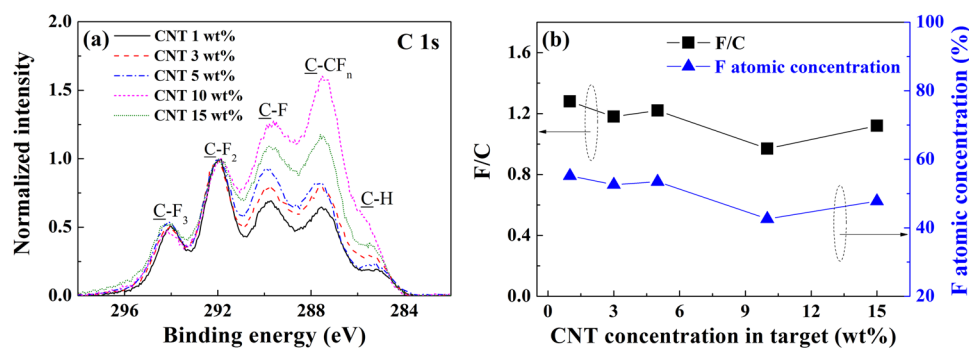 (a)
C 1s
CNT 1 wt%
CNT 3 wt%
CNT 5 wt%
CNT 10 wt%
CNT 15 wt%
C-CFn
C-F
C-F2
C-F3
C-H
2.0
1.5
1.0
0.5
0.0
Normalized intensity
296 292 288 284
Binding energy (eV)
(b)
F/C
F atomic concentration
1.6
1.2
0.8
0.4
0.0
F/C
100
80
60
40
20
F atomic concentration (%)
0 3 6 9 12 15
CNT concentration in target (wt%)